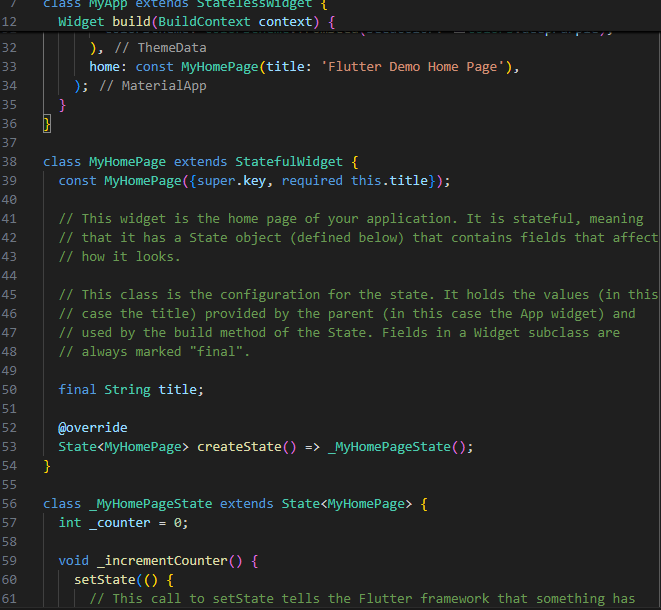 7 class MyApp extends StatelessWidget {
12 Widget build(BuildContext context) {
32 ), // ThemeData
33 home: const MyHomePage(title: 'Flutter Demo Home Page'),
34 ); // MaterialApp
35 }
36 }
37
38 class MyHomePage extends StatefulWidget {
39 const MyHomePage({super.key, required this.title});
40
41 // This widget is the home page of your application. It is stateful, meaning
42 // that it has a State object (defined below) that contains fields that affect
43 // how it looks.
44
45 // This class is the configuration for the state. It holds the values (in this
46 // case the title) provided by the parent (in this case the App widget) and
47 // used by the build method of the State. Fields in a Widget subclass are
48 // always marked "final".
49
50 final String title;
51
52 @override
53 State<MyHomePage> createState() => _MyHomePageState();
54 }
55
56 class _MyHomePageState extends State<MyHomePage> {
57 int _counter = 0;
58
59 void _incrementCounter() {
60 setState(() {
61 // This call to setState tells the Flutter framework that something has